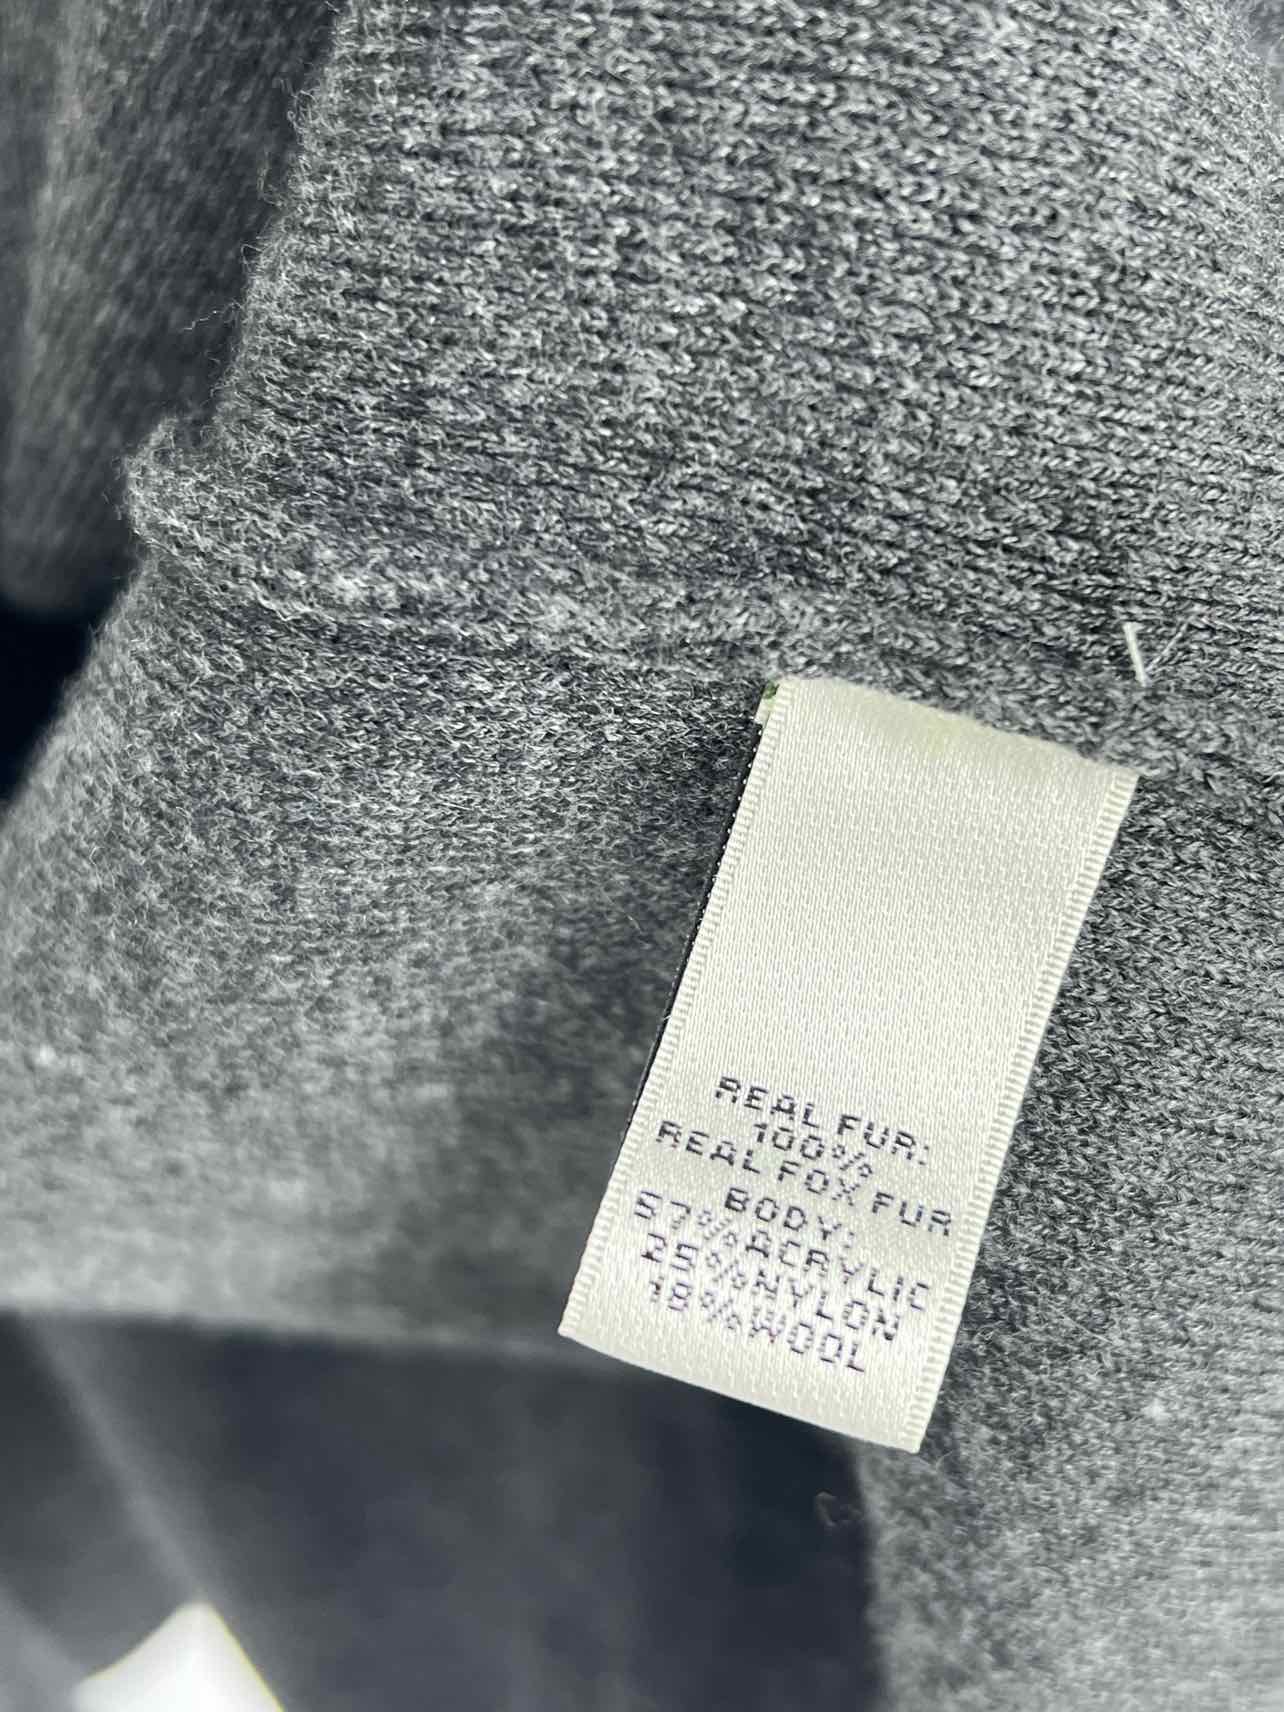 REAL FUR:
100%
REAL FOX FUR
BODY:
57%ACRYLIC
25%NYLON
18%WOOL